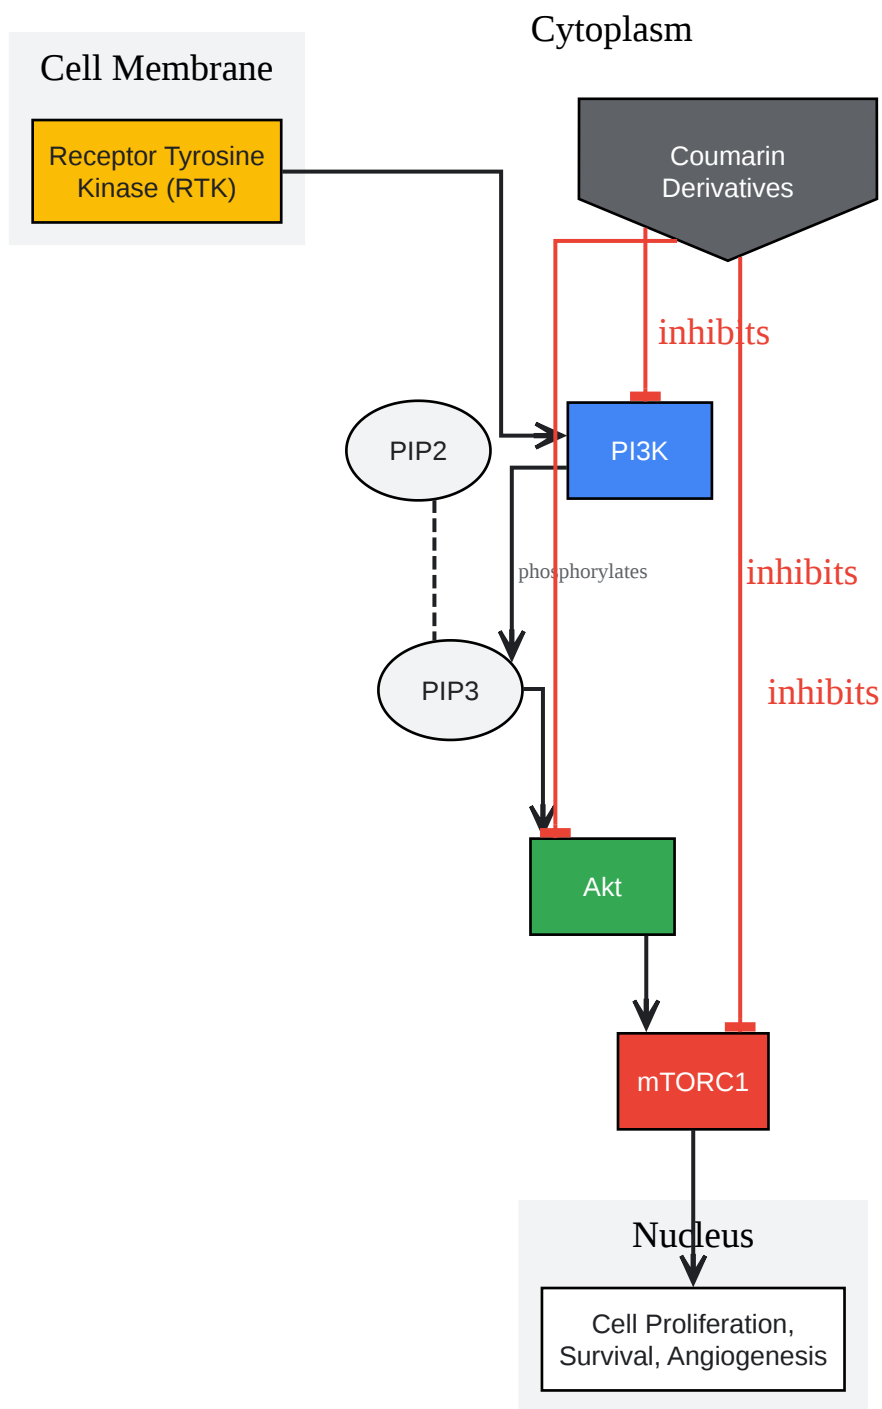 Cytoplasm
Cell Membrane
Receptor Tyrosine
Kinase (RTK)
Coumarin
Derivatives
inhibits
PIP2
PI3K
phosphorylates
inhibits
PIP3
inhibits
Akt
mTORC1
Nucleus
Cell Proliferation,
Survival, Angiogenesis